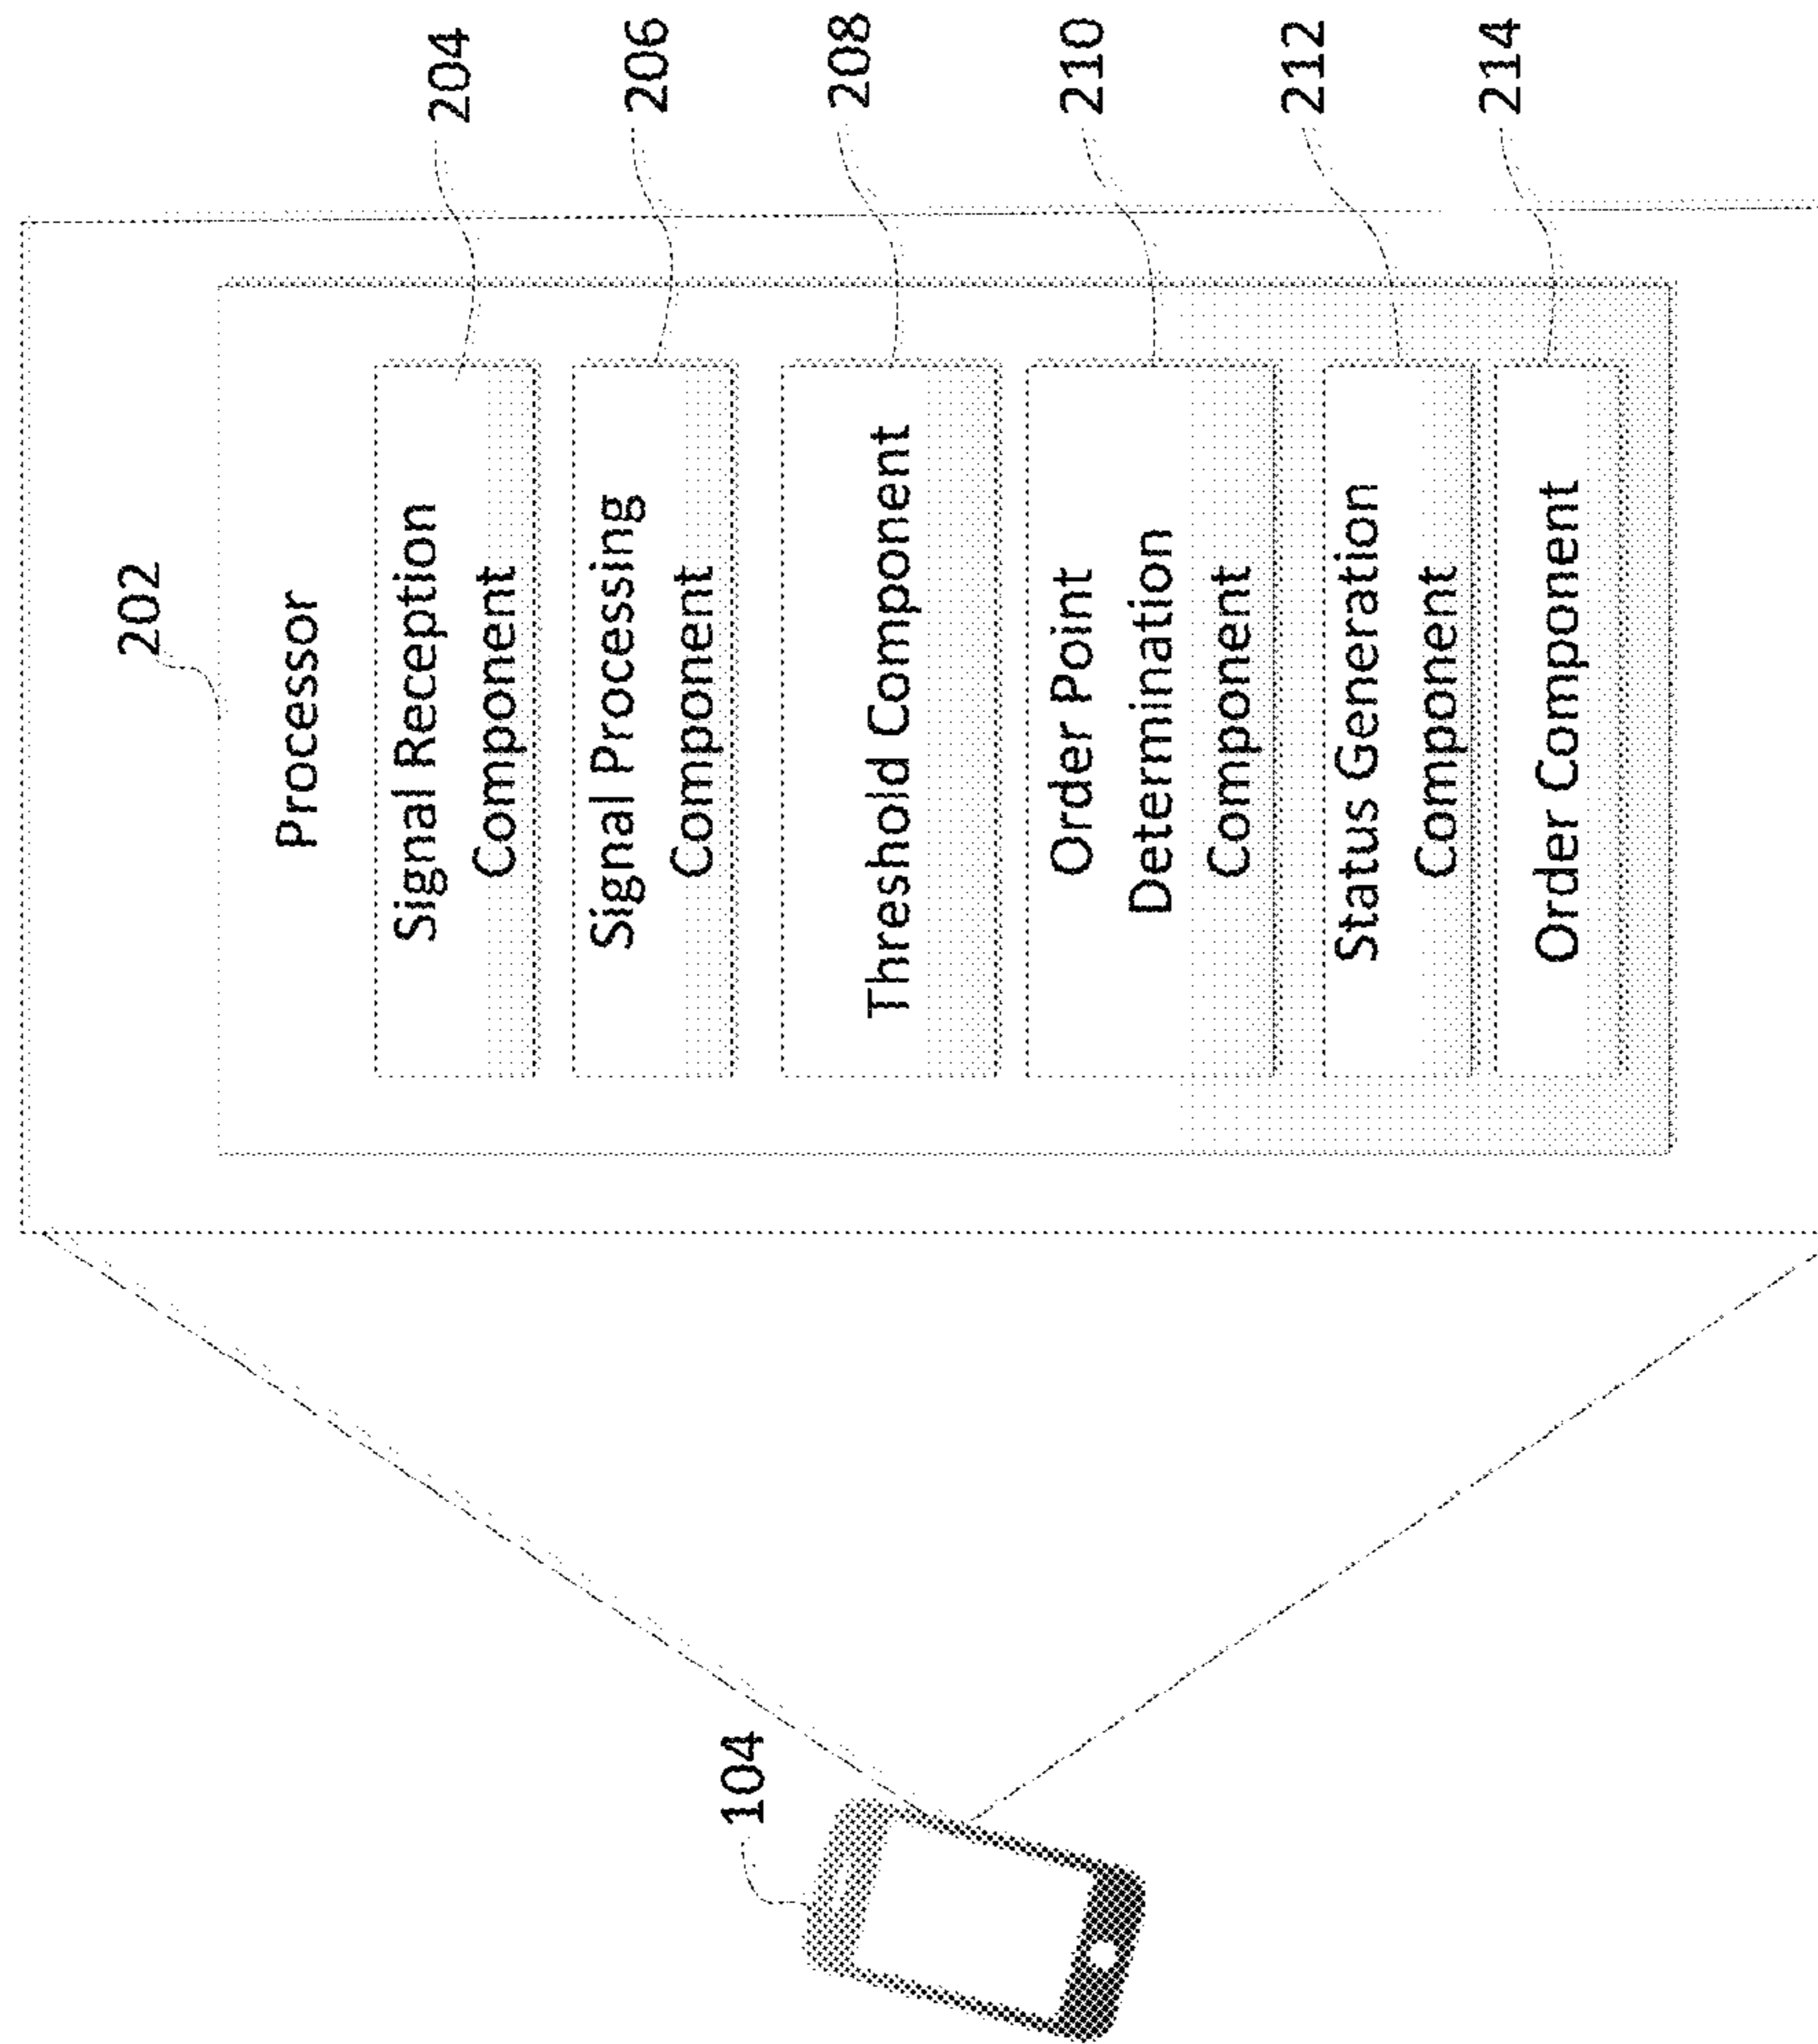 202
Processor
Signal Reception
Component
204
Signal Processing
Component
206
Threshold Component
208
Order Point
Determination
Component
210
Status Generation
Component
212
Order Component
214
104